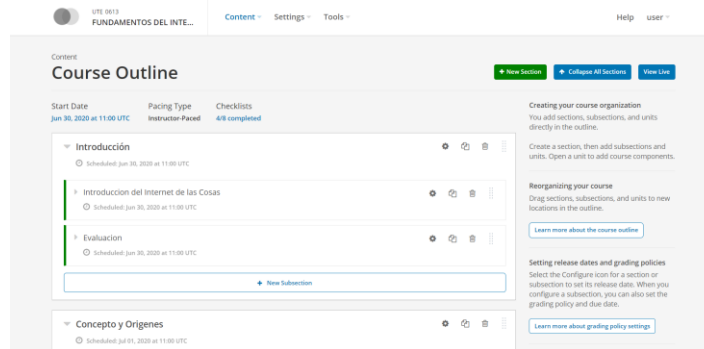 UTE 0613
FUNDAMENTOS DEL INTE...
Content
Settings
Tools
Help
user
Content
Course Outline
+ New Section
Collapse All Sections
View Live
Start Date
Jun 30, 2020 at 11:00 UTC
Pacing Type
Instructor-Paced
Checklists
4/8 completed
Introducción
Scheduled: Jun 30, 2020 at 11:00 UTC
Introduccion del Internet de las Cosas
Scheduled: Jun 30, 2020 at 11:00 UTC
Evaluacion
Scheduled: Jun 30, 2020 at 11:00 UTC
+ New Subsection
Concepto y Origenes
Scheduled: Jul 01, 2020 at 11:00 UTC
Creating your course organization
You add sections, subsections, and units
directly in the outline.
Create a section, then add subsections and
units. Open a unit to add course components.
Reorganizing your course
Drag sections, subsections, and units to new
locations in the outline.
Learn more about the course outline
Setting release dates and grading policies
Select the Configure icon for a section or
subsection to set its release date. When you
configure a subsection, you can also set the
grading policy and due date.
Learn more about grading policy settings